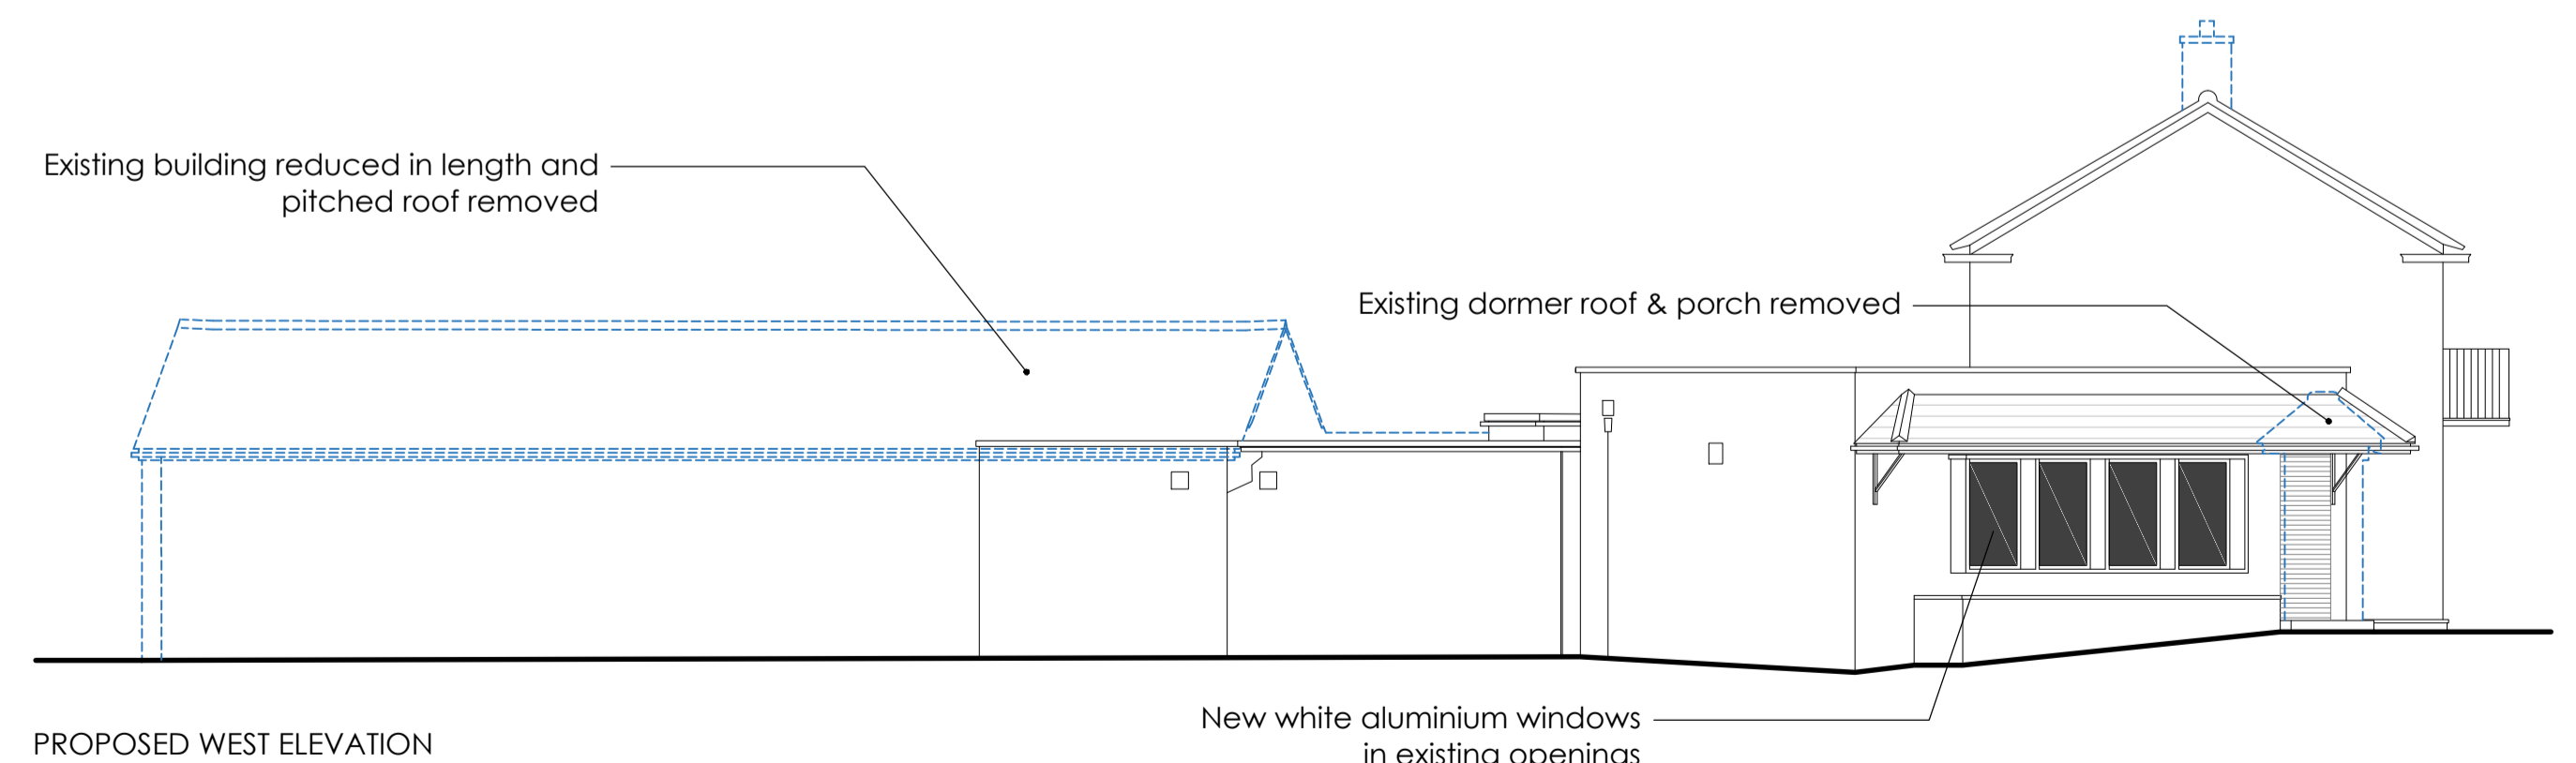 Existing building reduced in length and
pitched roof removed
Existing dormer roof & porch removed
New white aluminium windows
in existing openings
PROPOSED WEST ELEVATION